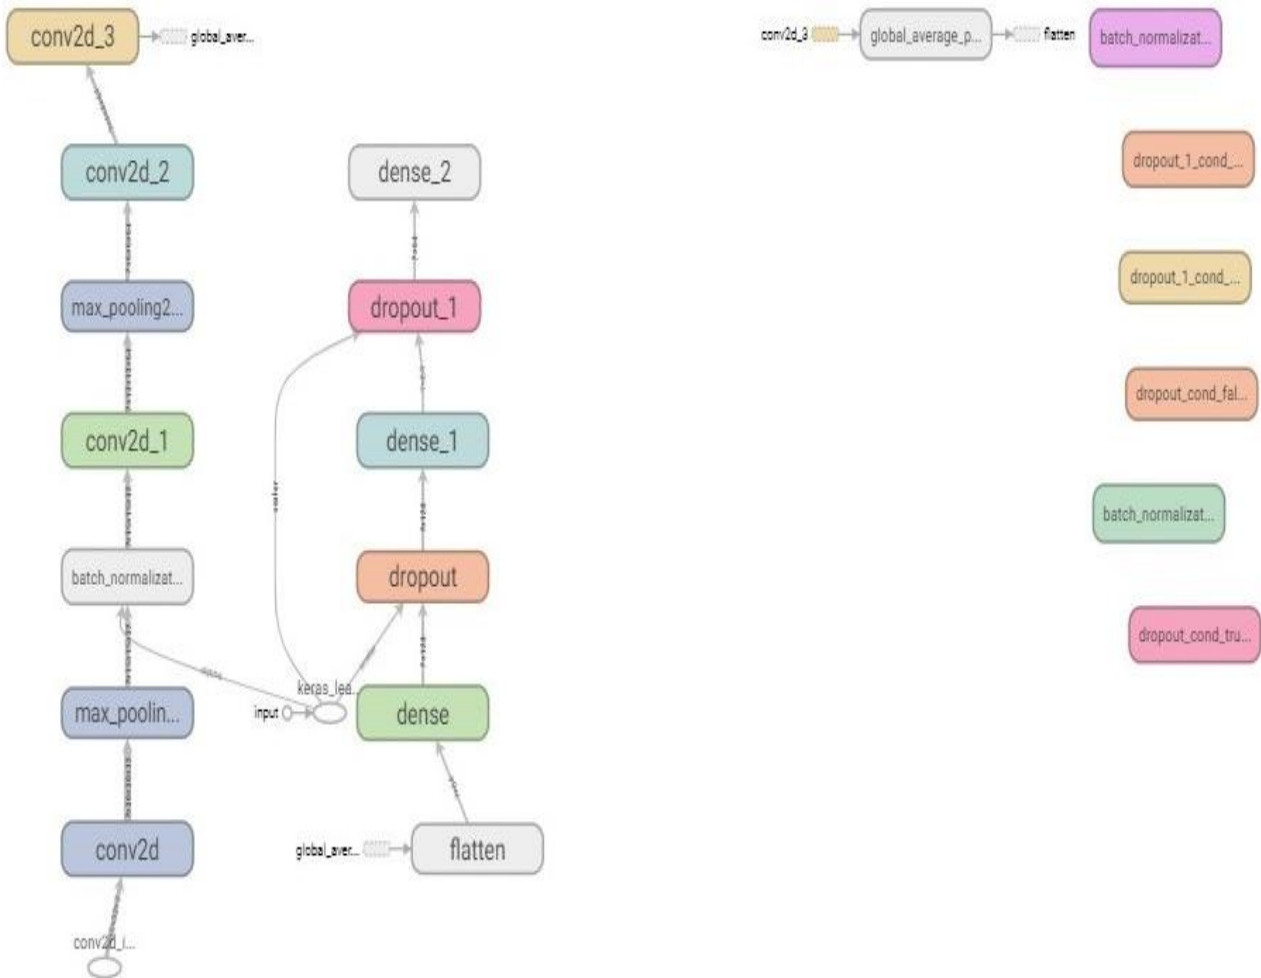 conv2d_3
global_aver...
conv2d_2
max_pooling2...
conv2d_1
batch_normalizat...
max_poolin...
conv2d
conv2d_i...
dense_2
dropout_1
dense_1
dropout
keras_lea...
input
dense
global_aver...
flatten
conv2d_3
global_average_p...
flatten
batch_normalizat...
dropout_1_cond_...
dropout_1_cond_...
dropout_cond_fal...
batch_normalizat...
dropout_cond_tru...